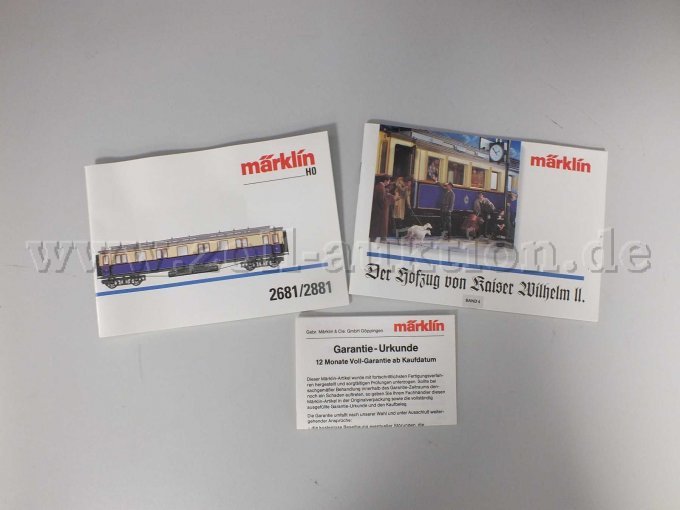 märklin
H0
2681/2881
märklin
Der Hofzug von Kaiser Wilhelm II.
BAND 4
Gebr. Märklin & Cie. GmbH Göppingen
märklin
Garantie-Urkunde
12 Monate Voll-Garantie ab Kaufdatum
Dieser Märklin-Artikel wurde mit fortschrittlichsten Fertigungsverfah-
ren hergestellt und sorgfältigen Prüfungen unterzogen. Sollte bei
sachgemäßer Behandlung innerhalb des Garantie-Zeitraums den-
noch ein Schaden auftreten, so geben Sie Ihrem Fachhändler diesen
Märklin-Artikel in der Originalverpackung sowie die vollständig
ausgefüllte Garantie-Urkunde und den Kaufbeleg.
Die Garantie umfaßt nach unserer Wahl und unter Ausschluß weiter-
gehender Ansprüche:
www.zoll-auktion.de